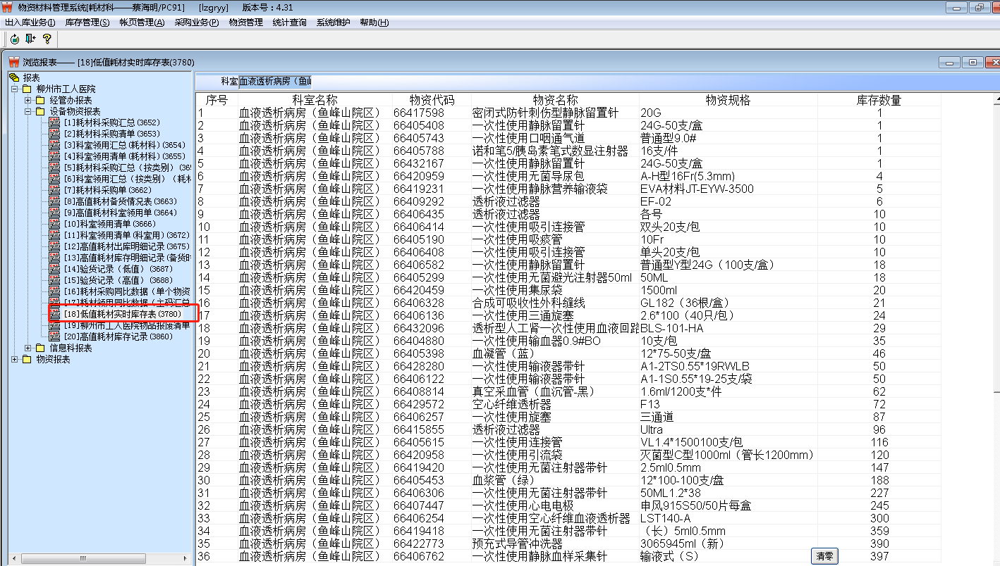 物资材料管理系统[耗材科——蔡海明/PC91] [lzgryy] 版本号：4.31
出入库业务(I) 库存管理(S) 帐页管理(A) 采购业务(P) 物资管理 统计查询 系统维护 帮助(H)
浏览报表—— [18]低值耗材实时库存表(3780)
报表
柳州市工人医院
经管办报表
设备物资报表
[1]耗材料采购汇总(3652)
[2]耗材料采购清单(3653)
[3]科室领用汇总(耗材料)(3654)
[4]科室领用清单(耗材料)(3655)
[5]耗材料采购汇总（按类别）(365
[6]科室领用汇总（按类别）（耗材
[7]耗材料采购单(3662)
[8]高值耗材备货情况表(3663)
[9]高值耗材科室领用单(3664)
[10]科室领用清单(3666)
[11]科室领用清单(科室用)(3672)
[12]高值耗材出库明细记录(3675)
[13]高值耗材库存明细记录(备货时
[14]验货记录（低值）(3687)
[15]验货记录（高值）(3688)
[16]耗材采购同比数据（单个物资
[17]耗材领用同比数据（主码汇总
[18]低值耗材实时库存表(3780)
[19]柳州市工人医院物品报废清单
[20]高值耗材库存记录(3860)
信息科报表
物资报表
科室 血液透析病房（鱼
序号 科室名称 物资代码 物资名称 物资规格 库存数量
1 血液透析病房（鱼峰山院区） 66417598 密闭式防针刺伤型静脉留置针 20G 1
2 血液透析病房（鱼峰山院区） 66405408 一次性使用静脉留置针 24G-50支/盒 1
3 血液透析病房（鱼峰山院区） 66405743 一次性使用口咽通气道 普通型9.0# 1
4 血液透析病房（鱼峰山院区） 66405788 诺和笔5/胰岛素笔式数显注射器 16支/件 1
5 血液透析病房（鱼峰山院区） 66432167 一次性使用静脉留置针 24G-50支/盒 1
6 血液透析病房（鱼峰山院区） 66420959 一次性使用无菌导尿包 A-H型16Fr(5.3mm) 4
7 血液透析病房（鱼峰山院区） 66419231 一次性使用静脉营养输液袋 EVA材料JT-EYW-3500 5
8 血液透析病房（鱼峰山院区） 66409292 透析液过滤器 EF-02 6
9 血液透析病房（鱼峰山院区） 66406435 透析液过滤器 各号 10
10 血液透析病房（鱼峰山院区） 66406414 一次性使用吸引连接管 双头20支/包 10
11 血液透析病房（鱼峰山院区） 66405190 一次性使用吸痰管 10Fr 10
12 血液透析病房（鱼峰山院区） 66406408 一次性使用吸引连接管 单头20支/包 10
13 血液透析病房（鱼峰山院区） 66406582 一次性使用静脉留置针 普通型Y型24G（100支/盒） 18
14 血液透析病房（鱼峰山院区） 66405299 一次性使用无菌避光注射器50ml 50ML 18
15 血液透析病房（鱼峰山院区） 66420459 一次性使用集尿袋 1500ml 20
16 血液透析病房（鱼峰山院区） 66406328 合成可吸收性外科缝线 GL182（36根/盒） 21
17 血液透析病房（鱼峰山院区） 66406136 一次性使用三通旋塞 2.6*100（40只/包） 24
18 血液透析病房（鱼峰山院区） 66432096 透析型人工肾一次性使用血液回路 BLS-101-HA 29
19 血液透析病房（鱼峰山院区） 66404880 一次性使用输血器0.9#BO 10支/包 35
20 血液透析病房（鱼峰山院区） 66405398 血凝管（蓝） 12*75-50支/盘 46
21 血液透析病房（鱼峰山院区） 66428280 一次性使用输液器带针 A1-2TS0.55*19RWLB 50
22 血液透析病房（鱼峰山院区） 66406122 一次性使用输液器带针 A1-1S0.55*19-25支/袋 50
23 血液透析病房（鱼峰山院区） 66408814 真空采血管（血沉管-黑） 1.6ml/1200支*件 62
24 血液透析病房（鱼峰山院区） 66429572 空心纤维透析器 F13 72
25 血液透析病房（鱼峰山院区） 66406257 一次性使用旋塞 三通道 87
26 血液透析病房（鱼峰山院区） 66415855 透析液过滤器 Ultra 96
27 血液透析病房（鱼峰山院区） 66405615 一次性使用连接管 VL1.4*1500100支/包 116
28 血液透析病房（鱼峰山院区） 66420958 一次性使用引流袋 灭菌型C型1000ml（管长1200mm） 120
29 血液透析病房（鱼峰山院区） 66419420 一次性使用无菌注射器带针 2.5ml0.5mm 147
30 血液透析病房（鱼峰山院区） 66405453 血浆管（绿） 12*100-100支/盘 188
31 血液透析病房（鱼峰山院区） 66406306 一次性使用无菌注射器带针 50ML1.2*38 227
32 血液透析病房（鱼峰山院区） 66407447 一次性使用心电电极 申风915S50/50片每盒 245
33 血液透析病房（鱼峰山院区） 66406254 一次性使用空心纤维血液透析器 LST140-A 300
34 血液透析病房（鱼峰山院区） 66419418 一次性使用无菌注射器带针 （长）5ml0.5mm 359
35 血液透析病房（鱼峰山院区） 66422773 预充式导管冲洗器 3065945ml（新） 390
36 血液透析病房（鱼峰山院区） 66406762 一次性使用静脉血样采集针 输液式（S） 397
清零